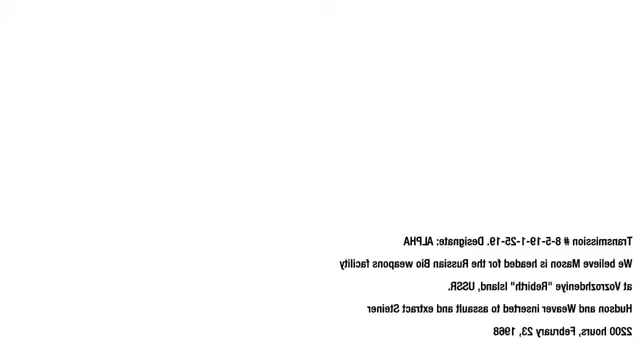 Transmission # 8-5-19-1-25-19. Designate: ALPHA
We believe Mason is headed for the Russian Bio weapons facility
at Vozrozhdeniye "Rebirth" Island, USSR.
Hudson and Weaver inserted to assault and extract Steiner
2200 hours, February 23, 1968